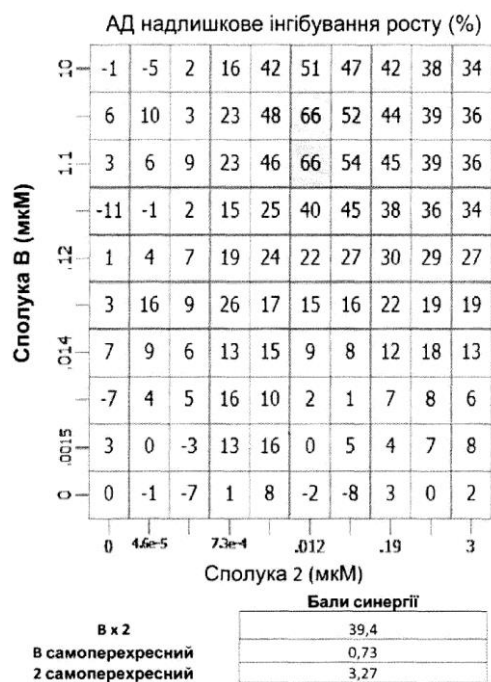 АД надлишкове інгібування росту (%)
10 -1 -5 2 16 42 51 47 42 38 34
6 10 3 23 48 66 52 44 39 36
1.1 3 6 9 23 46 66 54 45 39 36
-11 -1 2 15 25 40 45 38 36 34
.12 1 4 7 19 24 22 27 30 29 27
3 16 9 26 17 15 16 22 19 19
.014 7 9 6 13 15 9 8 12 18 13
-7 4 5 16 10 2 1 7 8 6
.0015 3 0 -3 13 16 0 5 4 7 8
0 0 -1 -7 1 8 -2 -8 3 0 2
Сполука В (мкМ)
0 4.6e-5 7.3e-4 .012 .19 3
Сполука 2 (мкМ)
Бали синергії
В х 2 39,4
В самоперехресний 0,73
2 самоперехресний 3,27